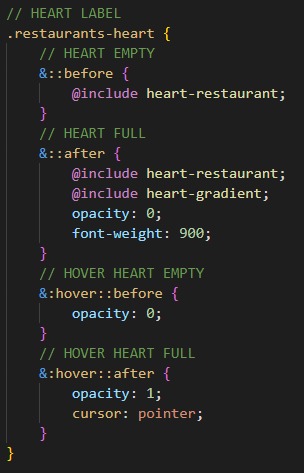 // HEART LABEL
.restaurants-heart {
    // HEART EMPTY
    &::before {
        @include heart-restaurant;
    }
    // HEART FULL
    &::after {
        @include heart-restaurant;
        @include heart-gradient;
        opacity: 0;
        font-weight: 900;
    }
    // HOVER HEART EMPTY
    &:hover::before {
        opacity: 0;
    }
    // HOVER HEART FULL
    &:hover::after {
        opacity: 1;
        cursor: pointer;
    }
}